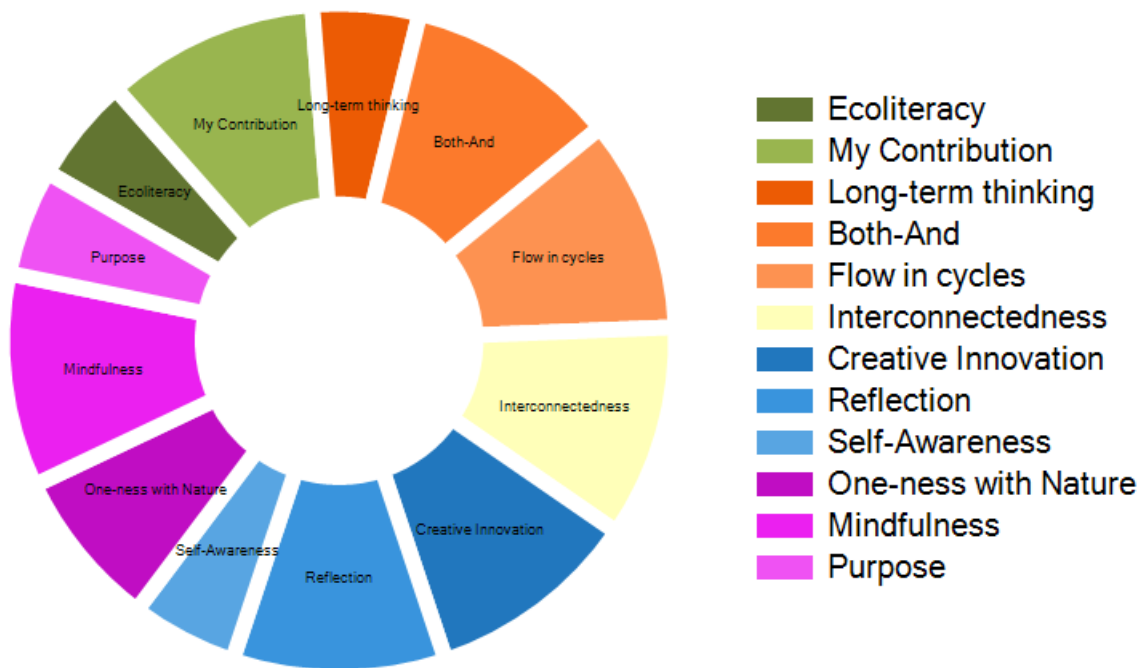 Long-term thinking
My Contribution
Both-And
Ecoliteracy
Flow in cycles
Purpose
Mindfulness
Interconnectedness
One-ness with Nature
Creative Innovation
Self-Awareness
Reflection
Ecoliteracy
My Contribution
Long-term thinking
Both-And
Flow in cycles
Interconnectedness
Creative Innovation
Reflection
Self-Awareness
One-ness with Nature
Mindfulness
Purpose